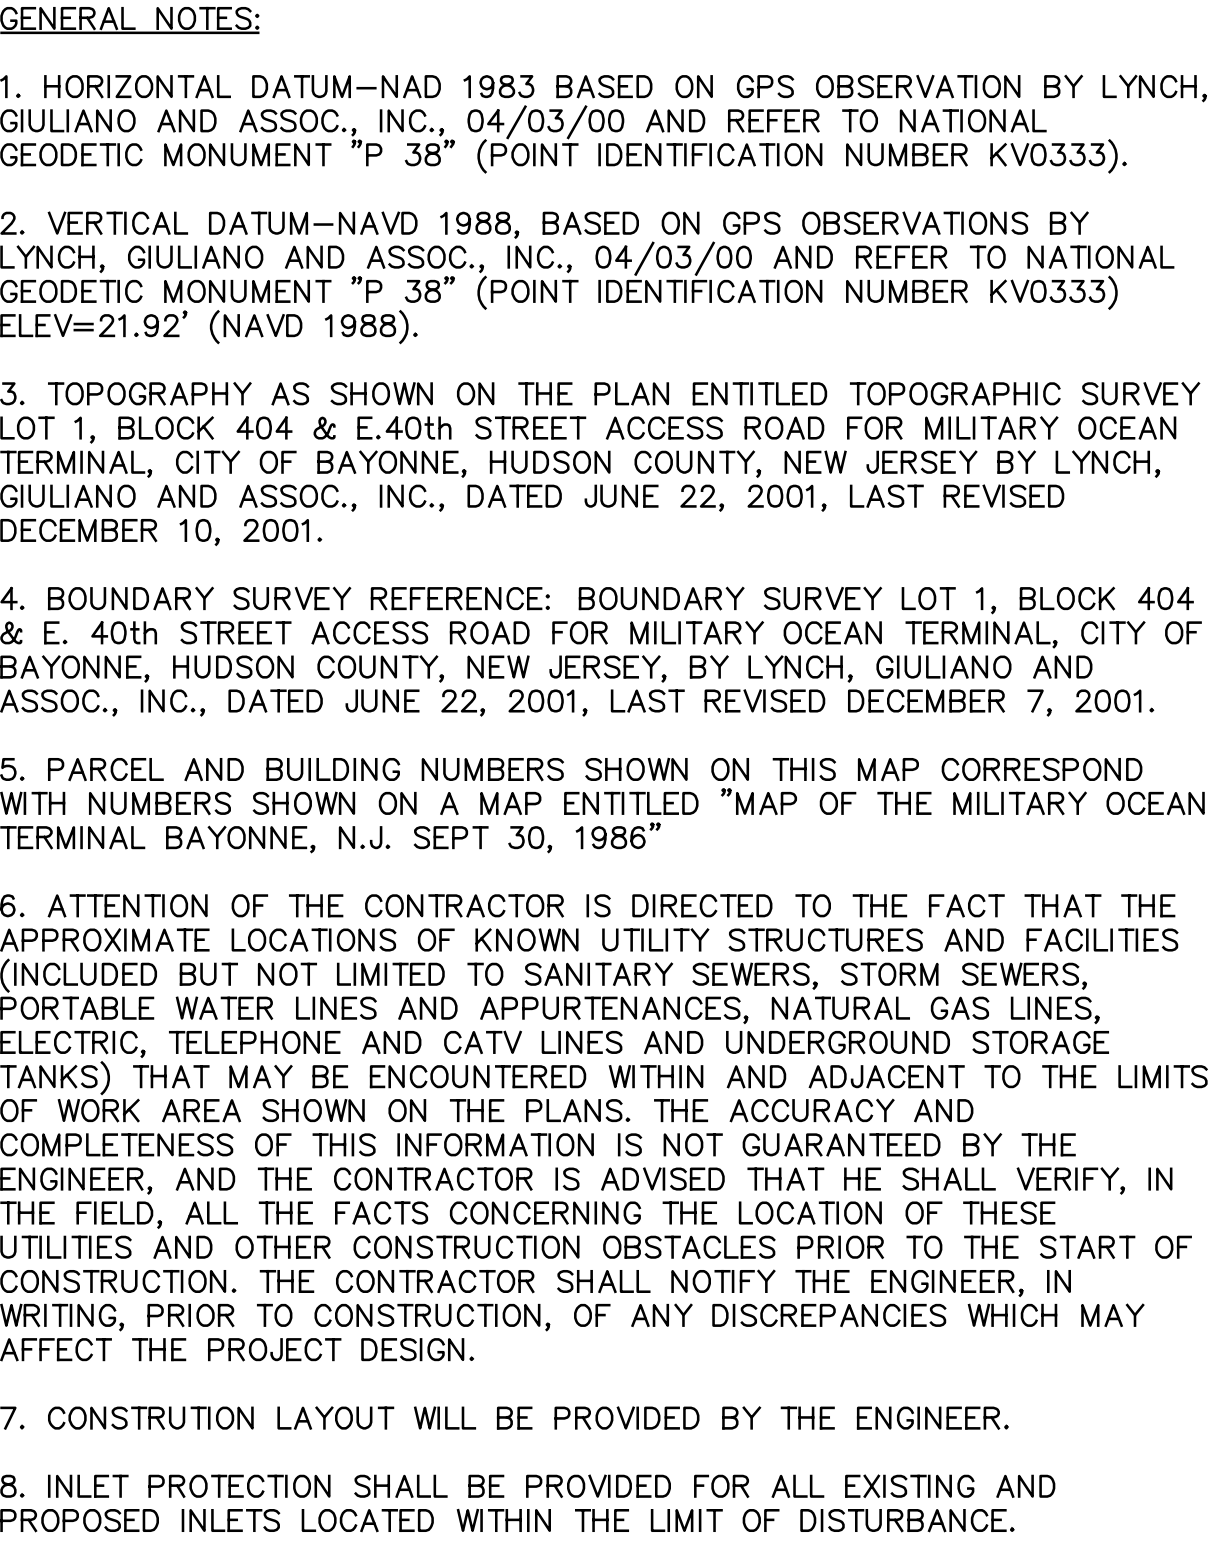 GENERAL NOTES:
1. HORIZONTAL DATUM-NAD 1983 BASED ON GPS OBSERVATION BY LYNCH,
GIULIANO AND ASSOC., INC., 04/03/00 AND REFER TO NATIONAL
GEODETIC MONUMENT "P 38" (POINT IDENTIFICATION NUMBER KV0333).
2. VERTICAL DATUM-NAVD 1988, BASED ON GPS OBSERVATIONS BY
LYNCH, GIULIANO AND ASSOC., INC., 04/03/00 AND REFER TO NATIONAL
GEODETIC MONUMENT "P 38" (POINT IDENTIFICATION NUMBER KV0333)
ELEV=21.92' (NAVD 1988).
3. TOPOGRAPHY AS SHOWN ON THE PLAN ENTITLED TOPOGRAPHIC SURVEY
LOT 1, BLOCK 404 & E.40th STREET ACCESS ROAD FOR MILITARY OCEAN
TERMINAL, CITY OF BAYONNE, HUDSON COUNTY, NEW JERSEY BY LYNCH,
GIULIANO AND ASSOC., INC., DATED JUNE 22, 2001, LAST REVISED
DECEMBER 10, 2001.
4. BOUNDARY SURVEY REFERENCE: BOUNDARY SURVEY LOT 1, BLOCK 404
& E. 40th STREET ACCESS ROAD FOR MILITARY OCEAN TERMINAL, CITY OF
BAYONNE, HUDSON COUNTY, NEW JERSEY, BY LYNCH, GIULIANO AND
ASSOC., INC., DATED JUNE 22, 2001, LAST REVISED DECEMBER 7, 2001.
5. PARCEL AND BUILDING NUMBERS SHOWN ON THIS MAP CORRESPOND
WITH NUMBERS SHOWN ON A MAP ENTITLED "MAP OF THE MILITARY OCEAN
TERMINAL BAYONNE, N.J. SEPT 30, 1986"
6. ATTENTION OF THE CONTRACTOR IS DIRECTED TO THE FACT THAT THE
APPROXIMATE LOCATIONS OF KNOWN UTILITY STRUCTURES AND FACILITIES
(INCLUDED BUT NOT LIMITED TO SANITARY SEWERS, STORM SEWERS,
PORTABLE WATER LINES AND APPURTENANCES, NATURAL GAS LINES,
ELECTRIC, TELEPHONE AND CATV LINES AND UNDERGROUND STORAGE
TANKS) THAT MAY BE ENCOUNTERED WITHIN AND ADJACENT TO THE LIMITS
OF WORK AREA SHOWN ON THE PLANS. THE ACCURACY AND
COMPLETENESS OF THIS INFORMATION IS NOT GUARANTEED BY THE
ENGINEER, AND THE CONTRACTOR IS ADVISED THAT HE SHALL VERIFY, IN
THE FIELD, ALL THE FACTS CONCERNING THE LOCATION OF THESE
UTILITIES AND OTHER CONSTRUCTION OBSTACLES PRIOR TO THE START OF
CONSTRUCTION. THE CONTRACTOR SHALL NOTIFY THE ENGINEER, IN
WRITING, PRIOR TO CONSTRUCTION, OF ANY DISCREPANCIES WHICH MAY
AFFECT THE PROJECT DESIGN.
7. CONSTRUTION LAYOUT WILL BE PROVIDED BY THE ENGINEER.
8. INLET PROTECTION SHALL BE PROVIDED FOR ALL EXISTING AND
PROPOSED INLETS LOCATED WITHIN THE LIMIT OF DISTURBANCE.